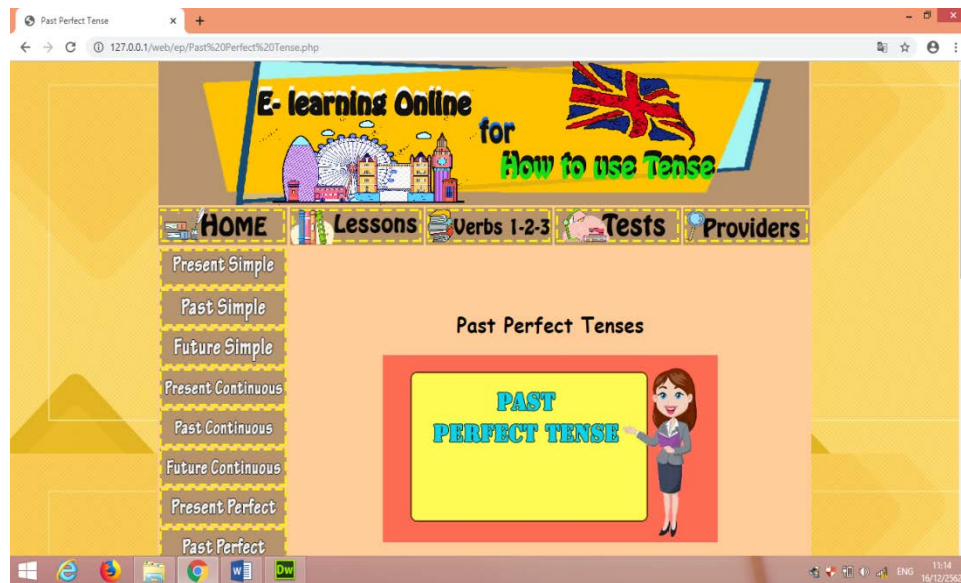 Past Perfect Tense
127.0.0.1/web/ep/Past%20Perfect%20Tense.php
E- learning Online
for
How to use Tense
HOME
Lessons
Verbs 1-2-3
Tests
Providers
Present Simple
Past Simple
Future Simple
Present Continuous
Past Continuous
Future Continuous
Present Perfect
Past Perfect
Past Perfect Tenses
PAST
PERFECT TENSE
W
Dw
ENG
11:14
16/12/2562